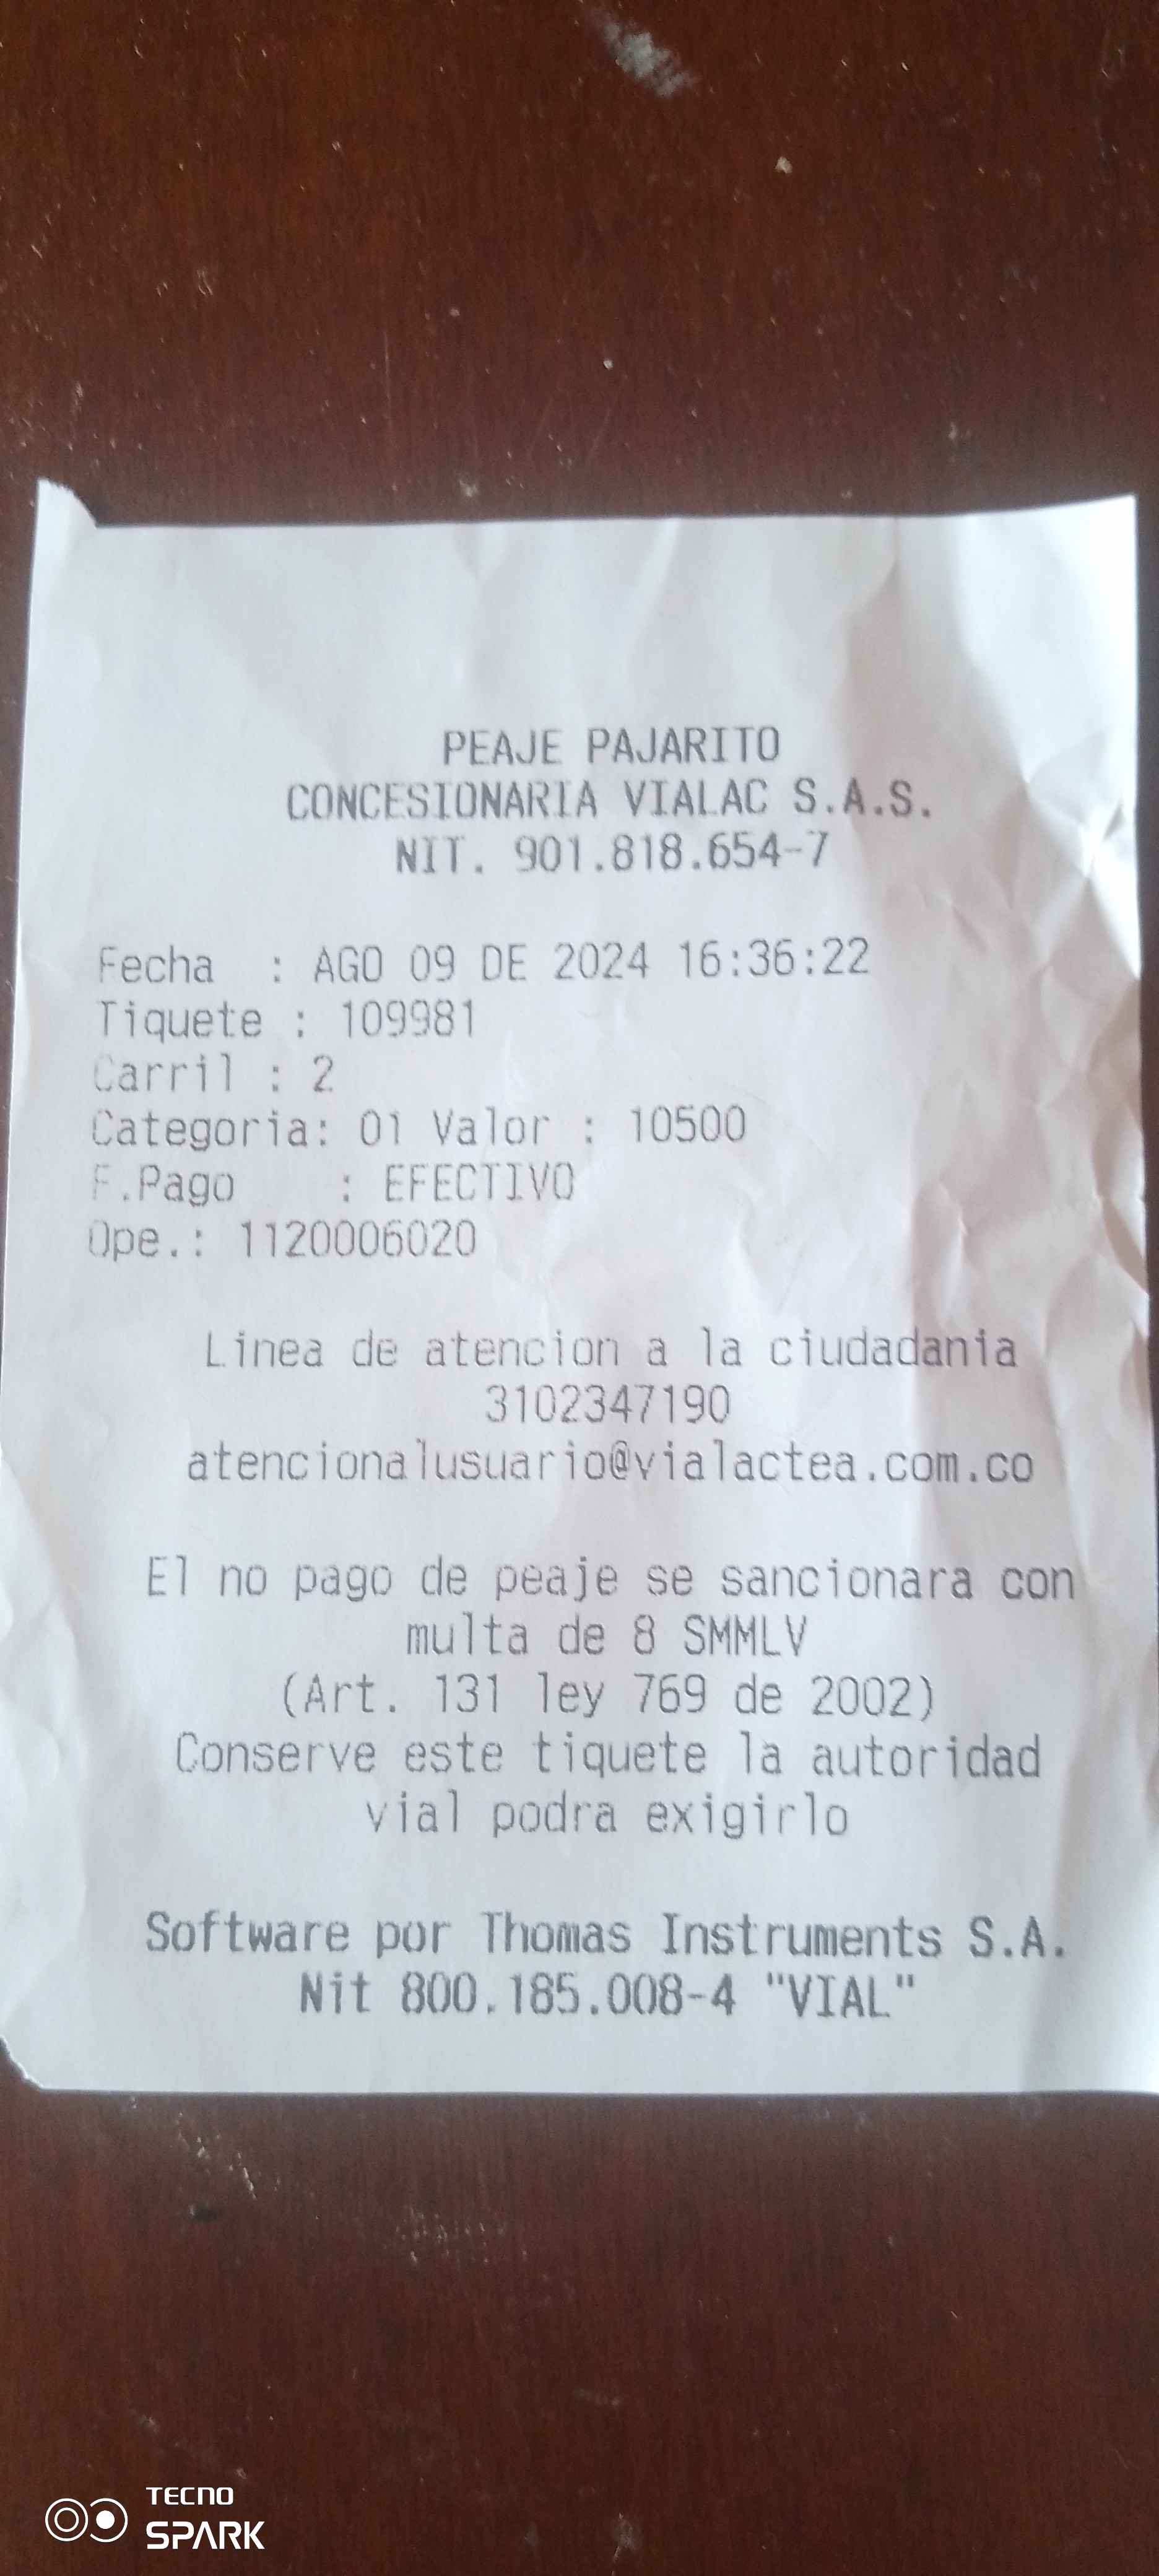 PEAJE PAJARITO
CONCESIONARIA VIALAC S.A.S.
NIT. 901.818.654-7
Fecha : AGO 09 DE 2024 16:36:22
Tiquete : 109981
Carril : 2
Categoria: 01 Valor : 10500
F.Pago : EFECTIVO
Ope.: 1120006020
Linea de atencion a la ciudadania
3102347190
atencionalusuario@vialactea.com.co
El no pago de peaje se sancionara con
multa de 8 SMMLV
(Art. 131 ley 769 de 2002)
Conserve este tiquete la autoridad
vial podra exigirlo
Software por Thomas Instruments S.A.
Nit 800.185.008-4 "VIAL"
TECNO
SPARK